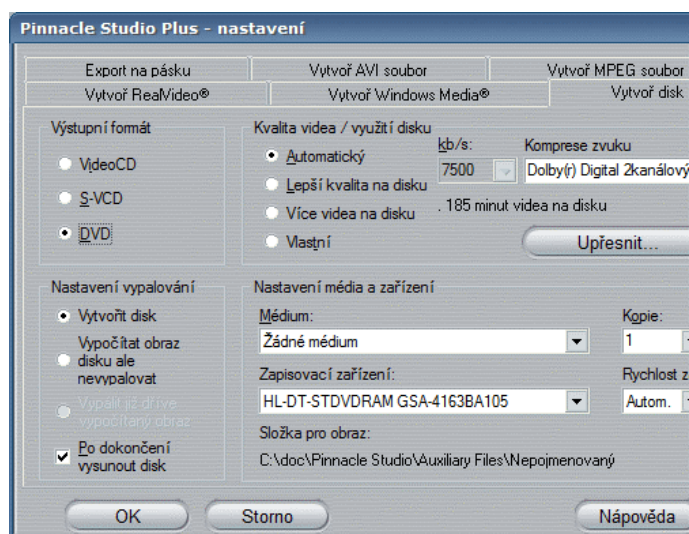 Pinnacle Studio Plus - nastavení
Export na pásku
Vytvoř AVI soubor
Vytvoř MPEG soubor
Vytvoř RealVideo®
Vytvoř Windows Media®
Vytvoř disk
Výstupní formát
VideoCD
S-VCD
DVD
Kvalita videa / využití disku
Automatický
Lepší kvalita na disku
Více videa na disku
Vlastní
kb/s:
7500
Komprese zvuku
Dolby(r) Digital 2kanálový
. 185 minut videa na disku
Upřesnit...
Nastavení vypalování
Vytvořit disk
Vypočítat obraz
disku ale
nevypalovat
Vypálit již dříve
vypočítaný obraz
Po dokončení
vysunout disk
Nastavení média a zařízení
Médium:
Žádné médium
Kopie:
1
Zapisovací zařízení:
HL-DT-STDVDRAM GSA-4163BA105
Rychlost z
Autom.
Složka pro obraz:
C:\doc\Pinnacle Studio\Auxiliary Files\Nepojmenovaný
OK
Storno
Nápověda